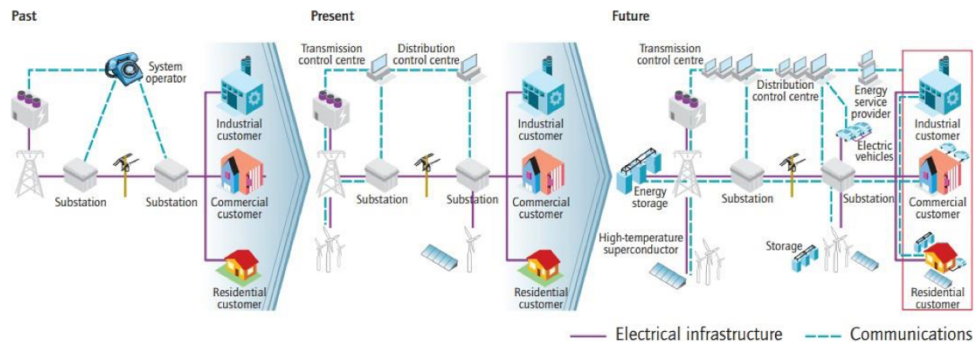 Past
System
operator
Industrial
customer
Substation
Substation
Commercial
customer
Residential
customer
Present
Transmission
control centre
Distribution
control centre
Industrial
customer
Substation
Substation
Commercial
customer
Residential
customer
Future
Transmission
control centre
Distribution
control centre
Energy
service
provider
Industrial
customer
Electric
vehicles
Energy
storage
Substation
Substation
Commercial
customer
High-temperature
superconductor
Storage
Residential
customer
Electrical infrastructure
Communications